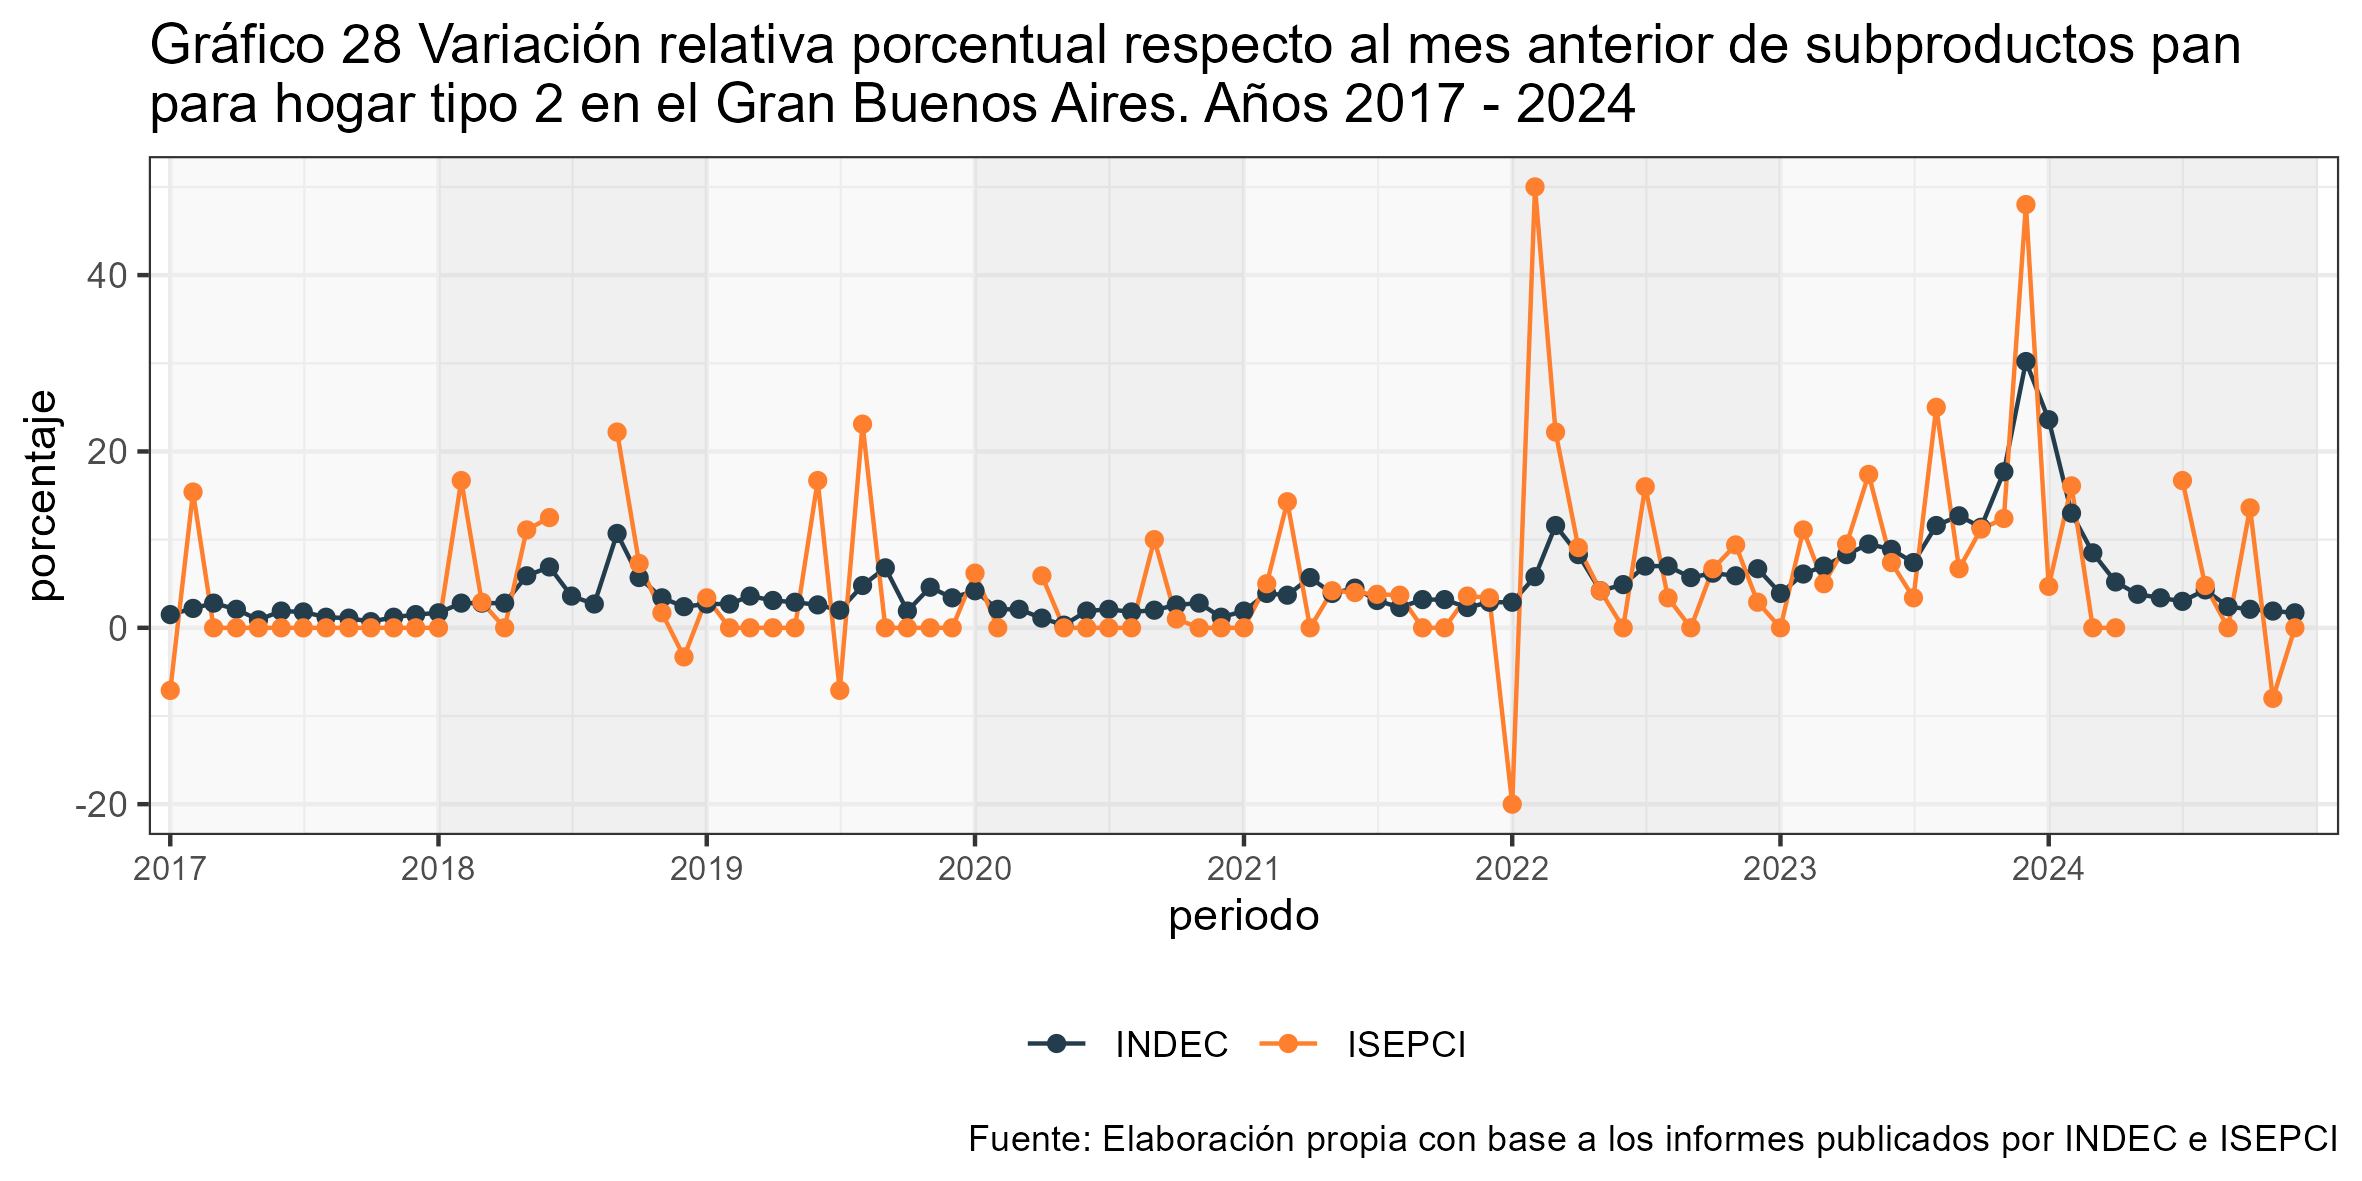 Gráfico 28 Variación relativa porcentual respecto al mes anterior de subproductos pan
para hogar tipo 2 en el Gran Buenos Aires. Años 2017 - 2024
porcentaje
40
20
0
-20
2017 2018 2019 2020 2021 2022 2023 2024
periodo
INDEC ISEPCI
Fuente: Elaboración propia con base a los informes publicados por INDEC e ISEPCI